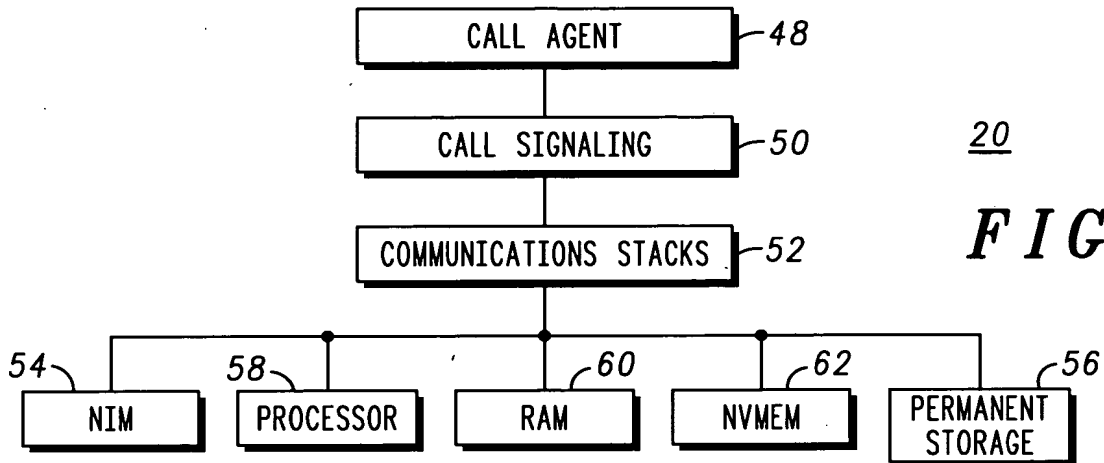 CALL AGENT
48
CALL SIGNALING
50
20
COMMUNICATIONS STACKS
52
FIG
54
58
60
62
56
NIM
PROCESSOR
RAM
NVMEM
PERMANENT
STORAGE